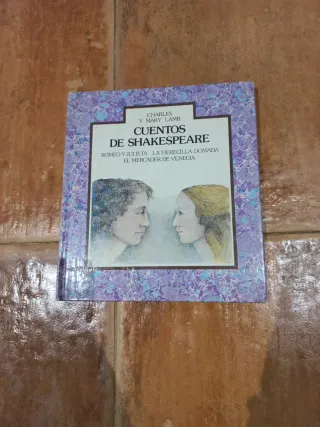 CHARLES
Y MARY LAMB
CUENTOS
DE SHAKESPEARE
ROMEO Y JULIETA LA FIERECILLA DOMADA
EL MERCADER DE VENECIA